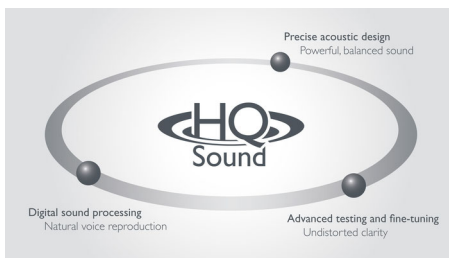 Precise acoustic design
Powerful, balanced sound
HQ
Sound
Digital sound processing
Natural voice reproduction
Advanced testing and fine-tuning
Undistorted clarity